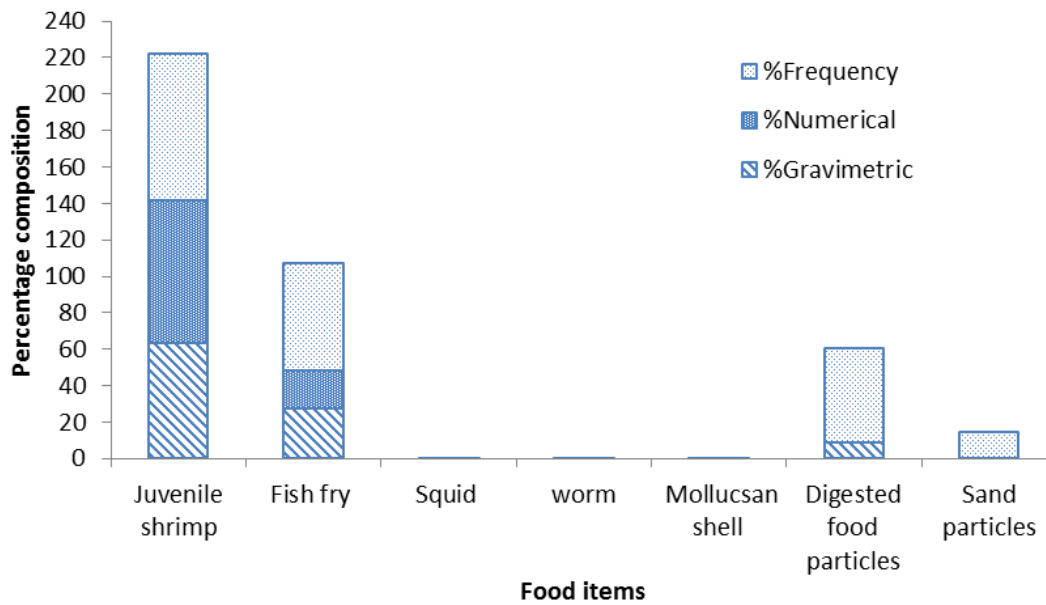 240
220
200
180
160
140
120
100
80
60
40
20
0
Percentage composition
%Frequency
%Numerical
%Gravimetric
Juvenile
shrimp
Fish fry
Squid
worm
Mollucsan
shell
Digested
food
particles
Sand
particles
Food items